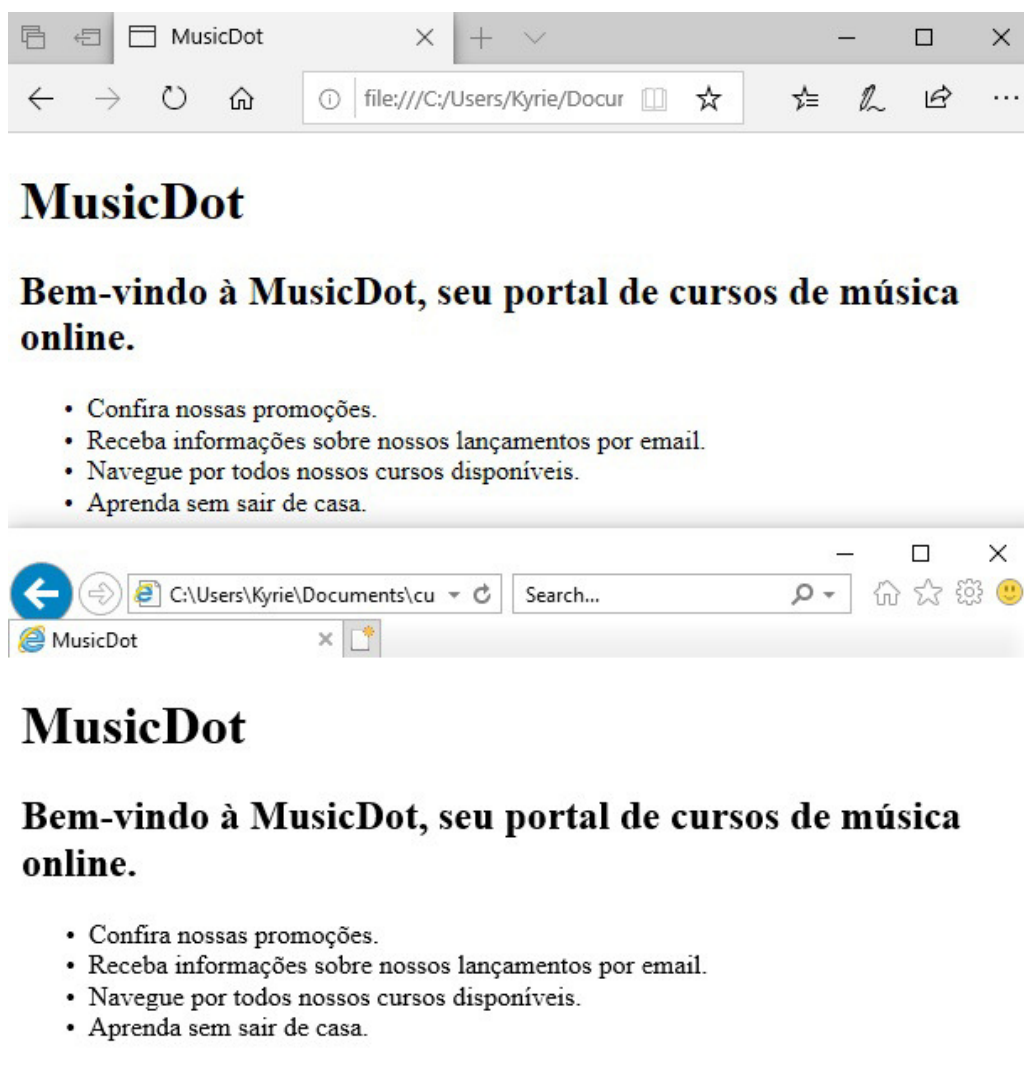 MusicDot
file:///C:/Users/Kyrie/Docur
MusicDot
Bem-vindo à MusicDot, seu portal de cursos de música
online.
• Confira nossas promoções.
• Receba informações sobre nossos lançamentos por email.
• Navegue por todos nossos cursos disponíveis.
• Aprenda sem sair de casa.
C:\Users\Kyrie\Documents\cu
Search...
MusicDot
MusicDot
Bem-vindo à MusicDot, seu portal de cursos de música
online.
• Confira nossas promoções.
• Receba informações sobre nossos lançamentos por email.
• Navegue por todos nossos cursos disponíveis.
• Aprenda sem sair de casa.